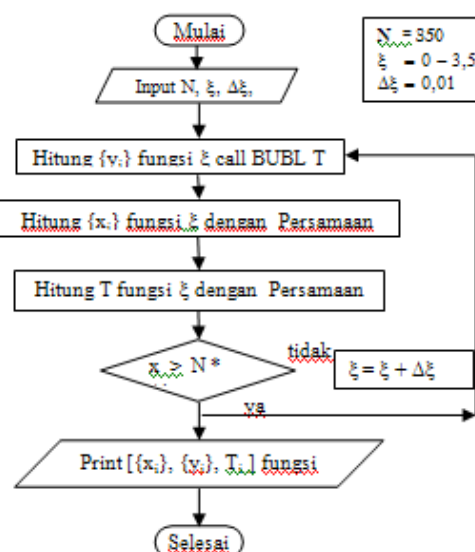 Mulai
N = 350
ξ = 0 – 3,5
Δξ = 0,01
Input N, ξ, Δξ,
Hitung {yᵢ} fungsi ξ call BUBL T
Hitung {xᵢ} fungsi ξ dengan Persamaan
Hitung T fungsi ξ dengan Persamaan
x ≥ N *
tidak
ξ = ξ + Δξ
ya
Print [{xᵢ}, {yᵢ}, Tᵢ ] fungsi
Selesai